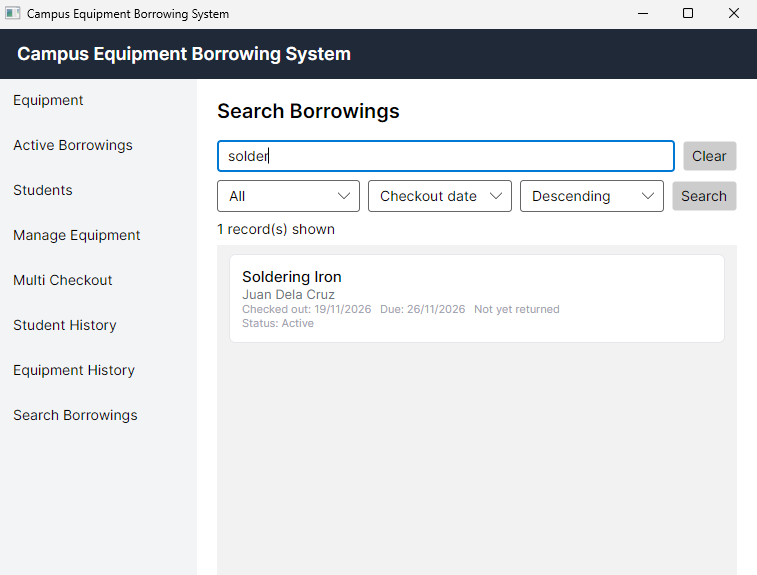 Campus Equipment Borrowing System
Campus Equipment Borrowing System
Equipment
Active Borrowings
Students
Manage Equipment
Multi Checkout
Student History
Equipment History
Search Borrowings
Search Borrowings
solder
Clear
All
Checkout date
Descending
Search
1 record(s) shown
Soldering Iron
Juan Dela Cruz
Checked out: 19/11/2026 Due: 26/11/2026 Not yet returned
Status: Active